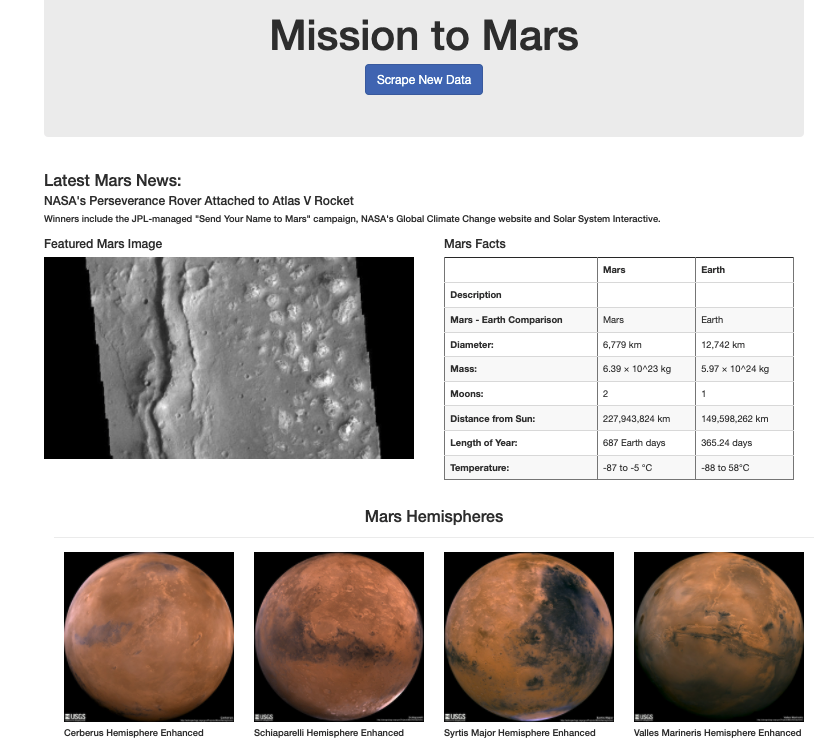 Mission to Mars
Scrape New Data
Latest Mars News:
NASA's Perseverance Rover Attached to Atlas V Rocket
Winners include the JPL-managed "Send Your Name to Mars" campaign, NASA's Global Climate Change website and Solar System Interactive.
Featured Mars Image
Mars Facts
Mars Earth
Description
Mars - Earth Comparison Mars Earth
Diameter: 6,779 km 12,742 km
Mass: 6.39 × 10^23 kg 5.97 × 10^24 kg
Moons: 2 1
Distance from Sun: 227,943,824 km 149,598,262 km
Length of Year: 687 Earth days 365.24 days
Temperature: -87 to -5 °C -88 to 58°C
Mars Hemispheres
USGS USGS USGS USGS
Cerberus Hemisphere Enhanced Schiaparelli Hemisphere Enhanced Syrtis Major Hemisphere Enhanced Valles Marineris Hemisphere Enhanced